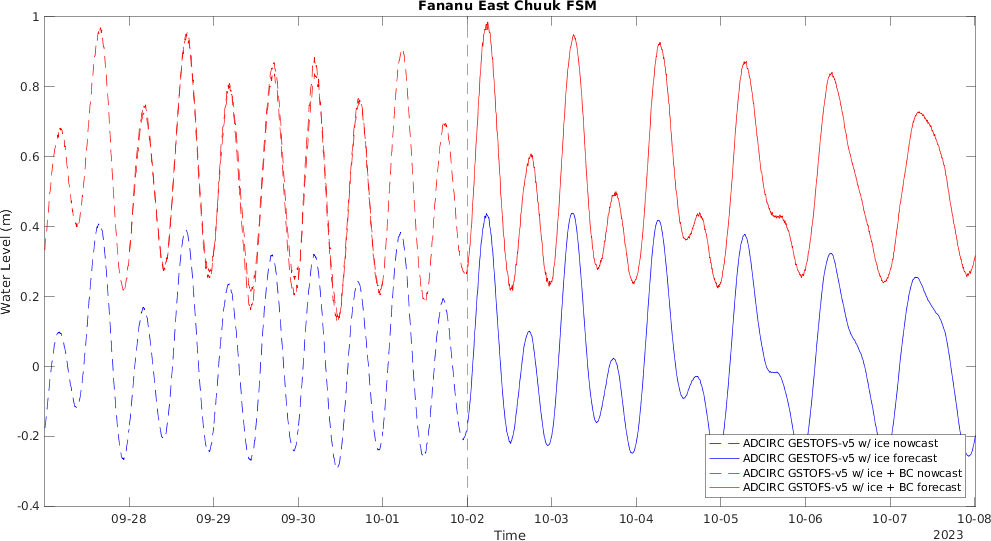 Fananu East Chuuk FSM
Water Level (m)
1
0.8
0.6
0.4
0.2
0
-0.2
-0.4
ADCIRC GESTOFS-v5 w/ ice nowcast
ADCIRC GESTOFS-v5 w/ ice forecast
ADCIRC GSTOFS-v5 w/ ice + BC nowcast
ADCIRC GSTOFS-v5 w/ ice + BC forecast
09-28 09-29 09-30 10-01 10-02 10-03 10-04 10-05 10-06 10-07 10-08
Time
2023